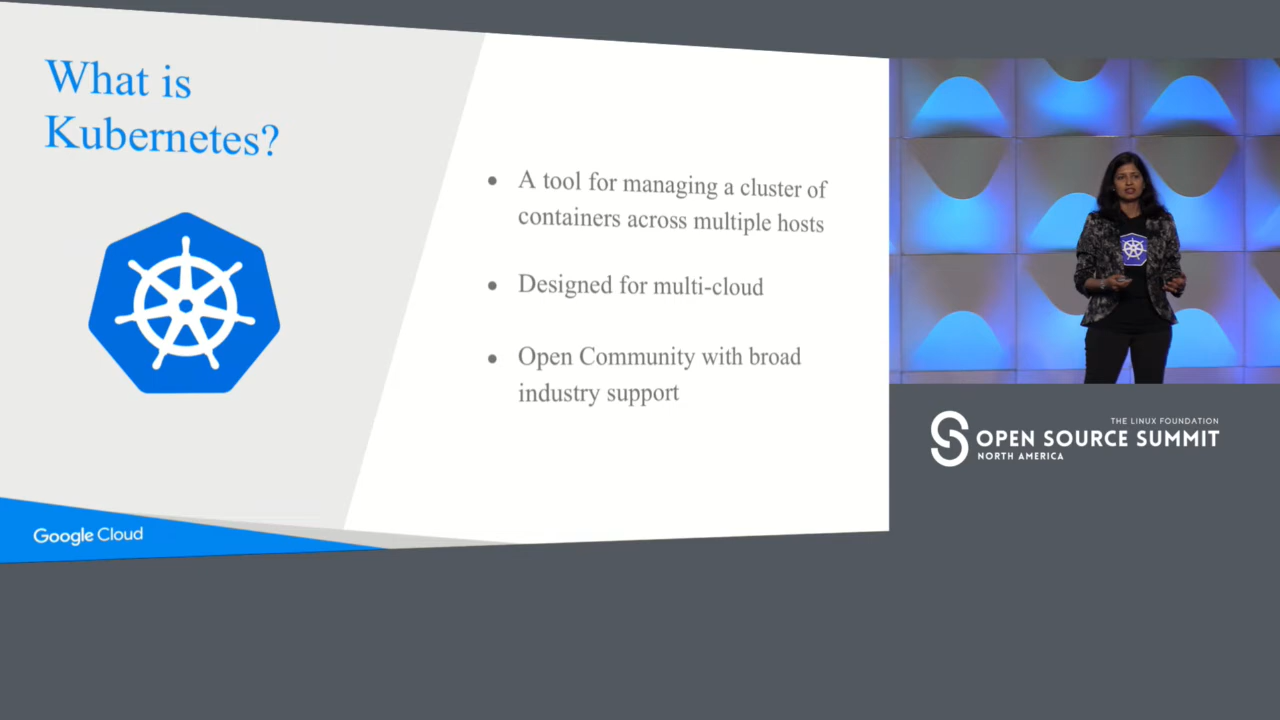 What is
Kubernetes?
A tool for managing a cluster of
containers across multiple hosts
Designed for multi-cloud
Open Community with broad
industry support
Google Cloud
THE LINUX FOUNDATION
OPEN SOURCE SUMMIT
NORTH AMERICA